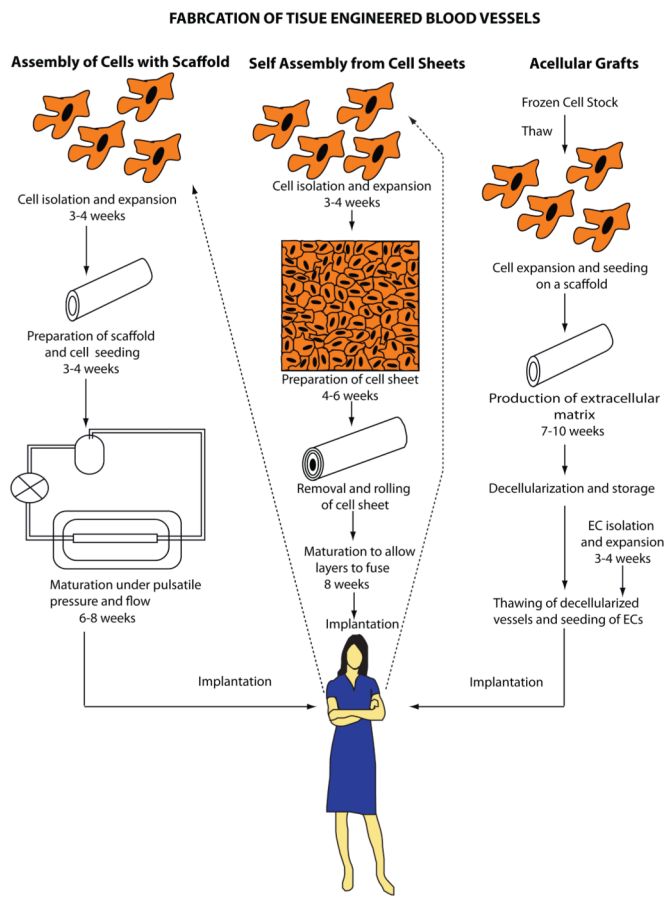 FABRCATION OF TISUE ENGINEERED BLOOD VESSELS
Assembly of Cells with Scaffold
Cell isolation and expansion
3-4 weeks
Preparation of scaffold
and cell seeding
3-4 weeks
Maturation under pulsatile
pressure and flow
6-8 weeks
Implantation
Self Assembly from Cell Sheets
Cell isolation and expansion
3-4 weeks
Preparation of cell sheet
4-6 weeks
Removal and rolling
of cell sheet
Maturation to allow
layers to fuse
8 weeks
Implantation
Acellular Grafts
Frozen Cell Stock
Thaw
Cell expansion and seeding
on a scaffold
Production of extracellular
matrix
7-10 weeks
Decellularization and storage
EC isolation
and expansion
3-4 weeks
Thawing of decellularized
vessels and seeding of ECs
Implantation